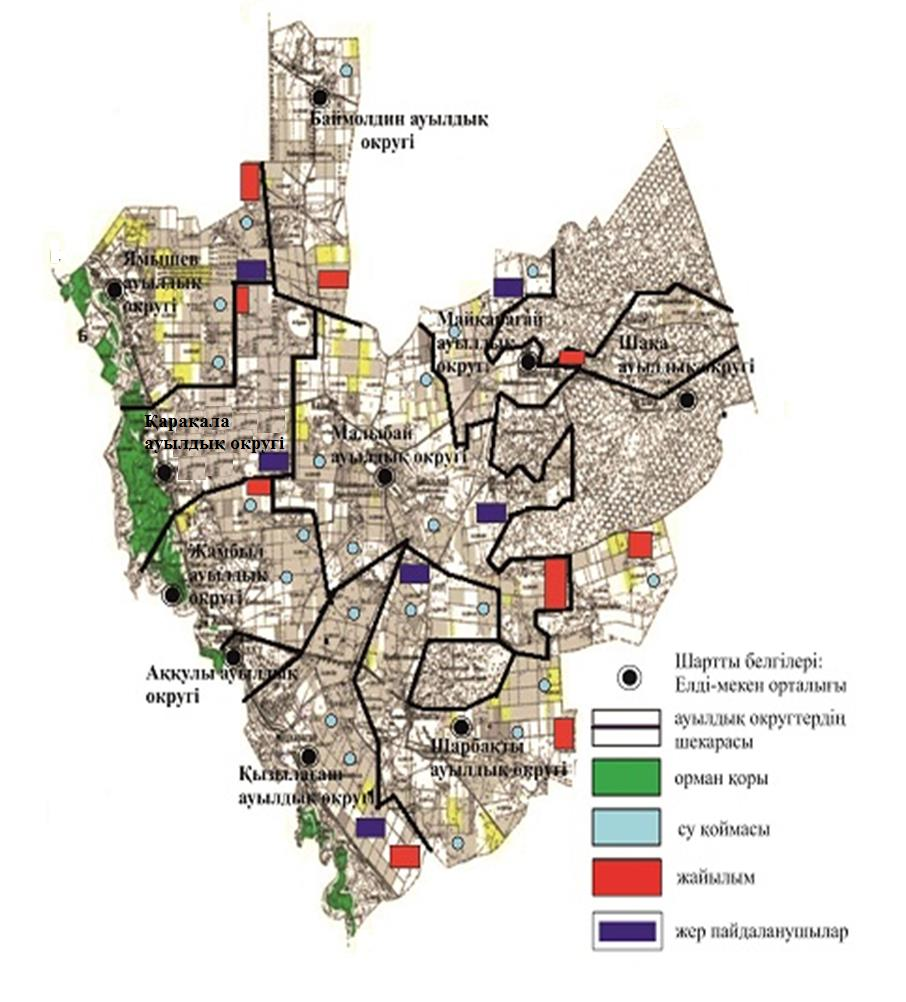 Баймолдин ауылдық
округі
Ямышев
ауылдық
округі
Б
Майқарағай
ауылдық
округі
Шақа
ауылдық округі
Қарақала
ауылдық округі
Малыбай
ауылдық округі
Жамбыл
ауылдық
округі
Аққулы ауылдық
округі
Шарбақты
ауылдық округі
Қызылағаш
ауылдық округі
Шартты белгілері:
Елді-мекен орталығы
ауылдық округтердің
шекарасы
орман қоры
су қоймасы
жайылым
жер пайдаланушылар